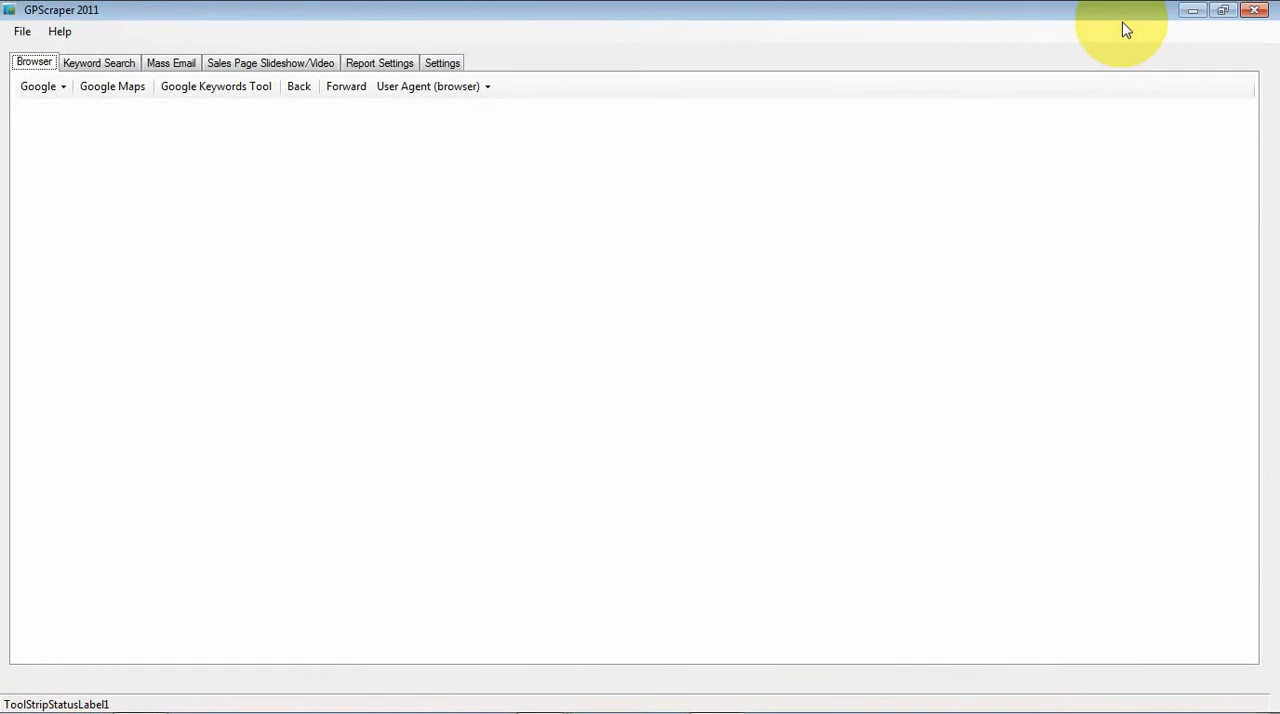 GPScraper 2011
File Help
Browser Keyword Search Mass Email Sales Page Slideshow/Video Report Settings Settings
Google Google Maps Google Keywords Tool Back Forward User Agent (browser)
ToolStripStatusLabel1